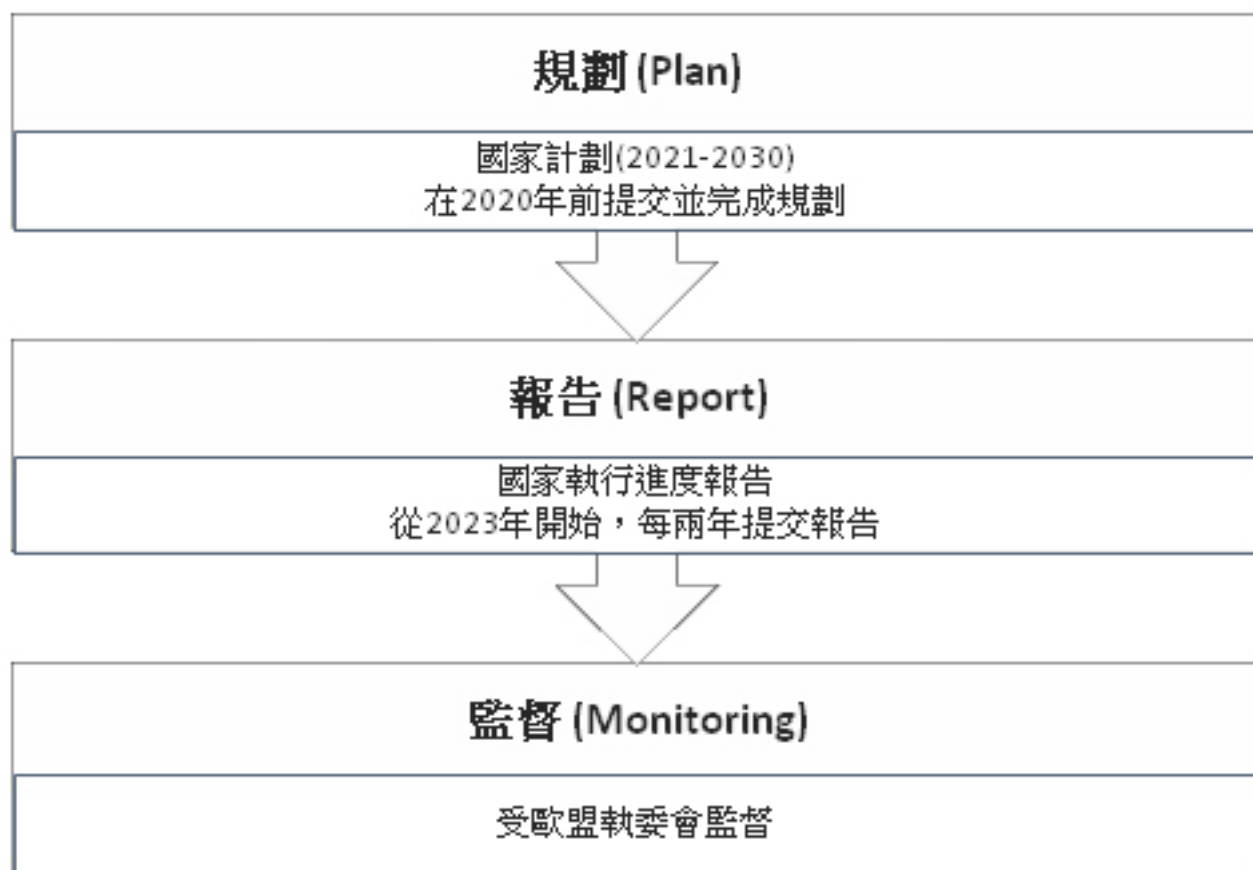 規劃 (Plan)
國家計劃(2021-2030)
在2020年前提交並完成規劃
報告 (Report)
國家執行進度報告
從2023年開始，每兩年提交報告
監督 (Monitoring)
受歐盟執委會監督